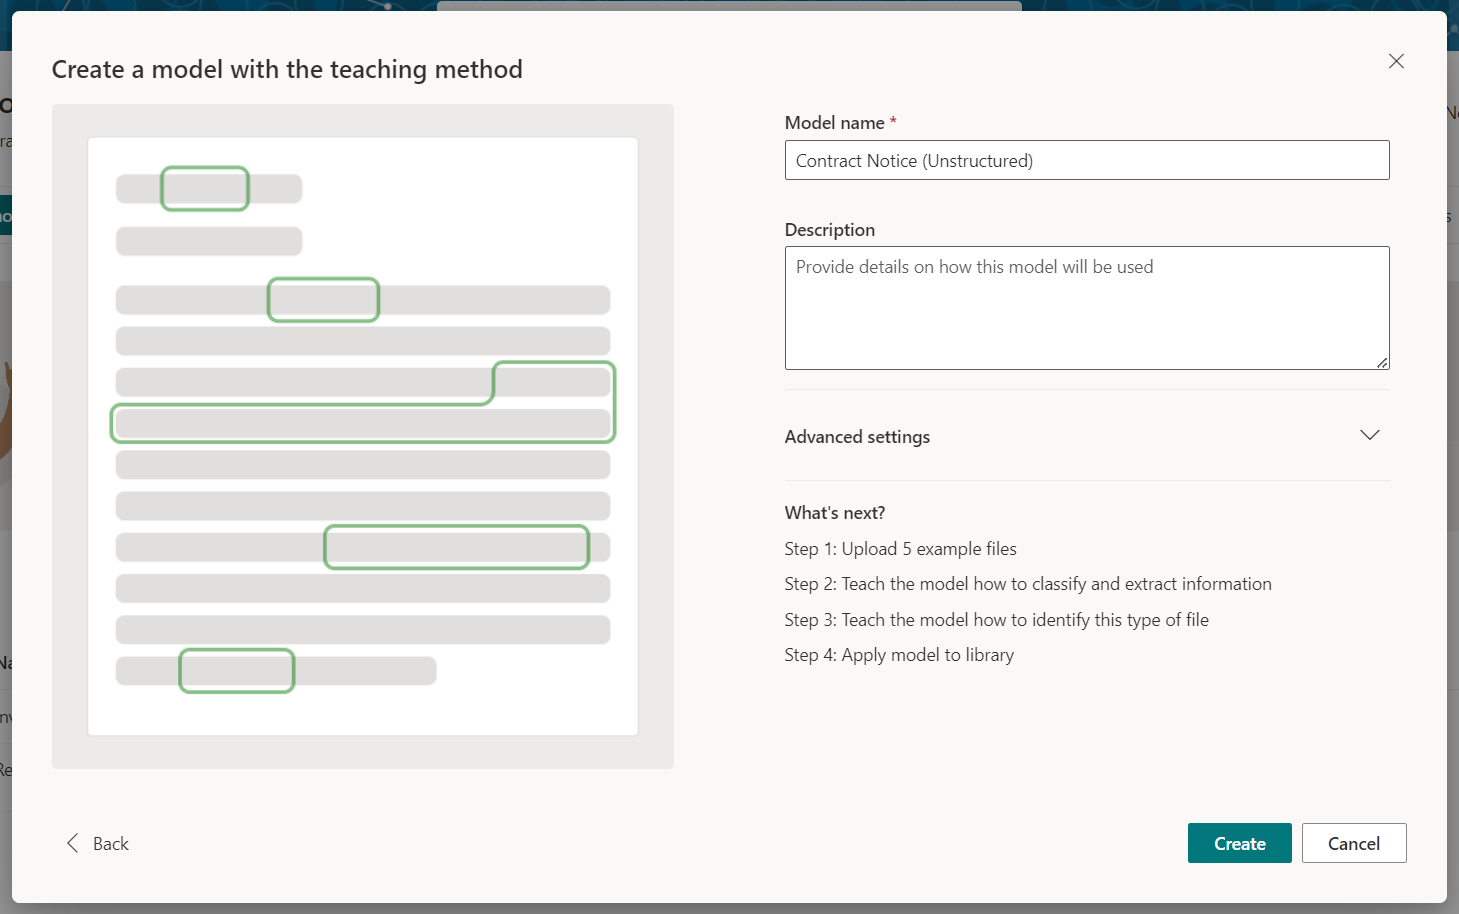 Create a model with the teaching method
Model name *
Contract Notice (Unstructured)
Description
Provide details on how this model will be used
Advanced settings
What's next?
Step 1: Upload 5 example files
Step 2: Teach the model how to classify and extract information
Step 3: Teach the model how to identify this type of file
Step 4: Apply model to library
Back
Create
Cancel